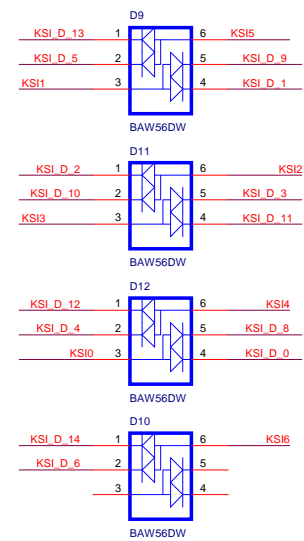 D9
KSI_D_13 1 6 KSI5
KSI_D_5 2 5 KSI_D_9
KSI1 3 4 KSI_D_1
BAW56DW
D11
KSI_D_2 1 6 KSI2
KSI_D_10 2 5 KSI_D_3
KSI3 3 4 KSI_D_11
BAW56DW
D12
KSI_D_12 1 6 KSI4
KSI_D_4 2 5 KSI_D_8
KSI0 3 4 KSI_D_0
BAW56DW
D10
KSI_D_14 1 6 KSI6
KSI_D_6 2 5
3 4
BAW56DW